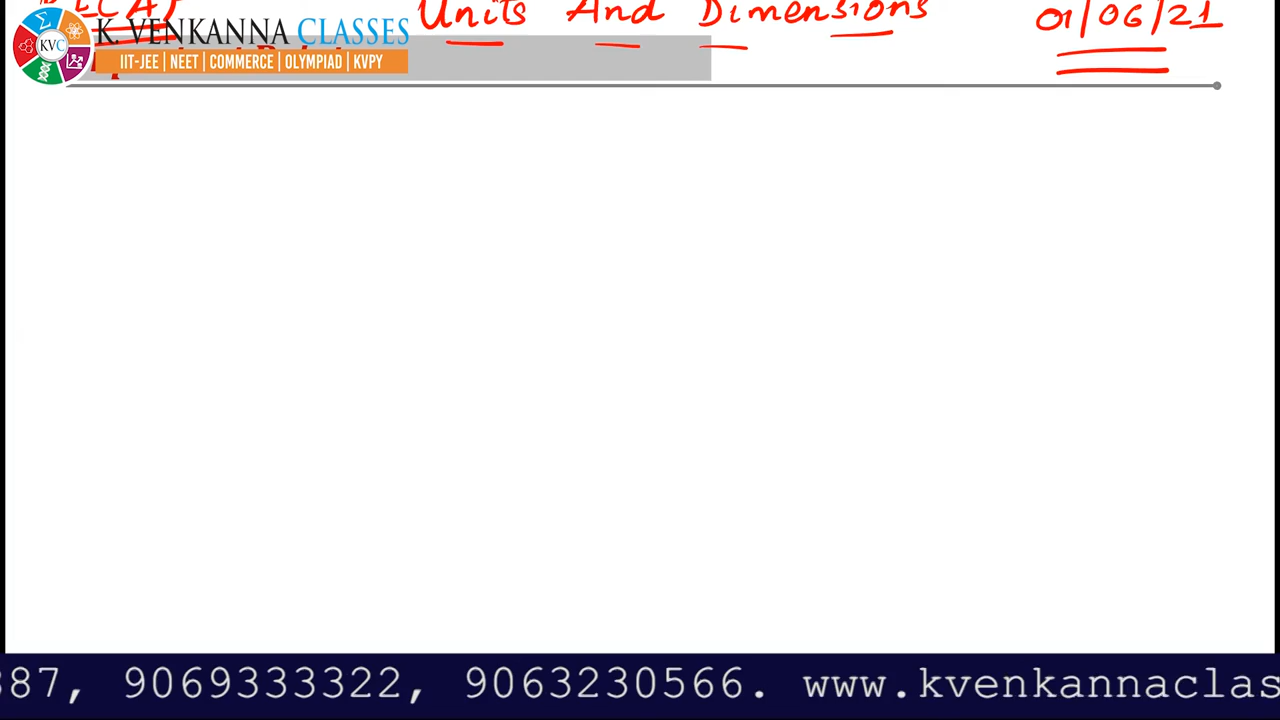 Units And Dimensions 01/06/21
K. VENKANNA CLASSES
KVC
IIT-JEE | NEET | COMMERCE | OLYMPIAD | KVPY
387, 9069333322, 9063230566. www.kvenkannaclas